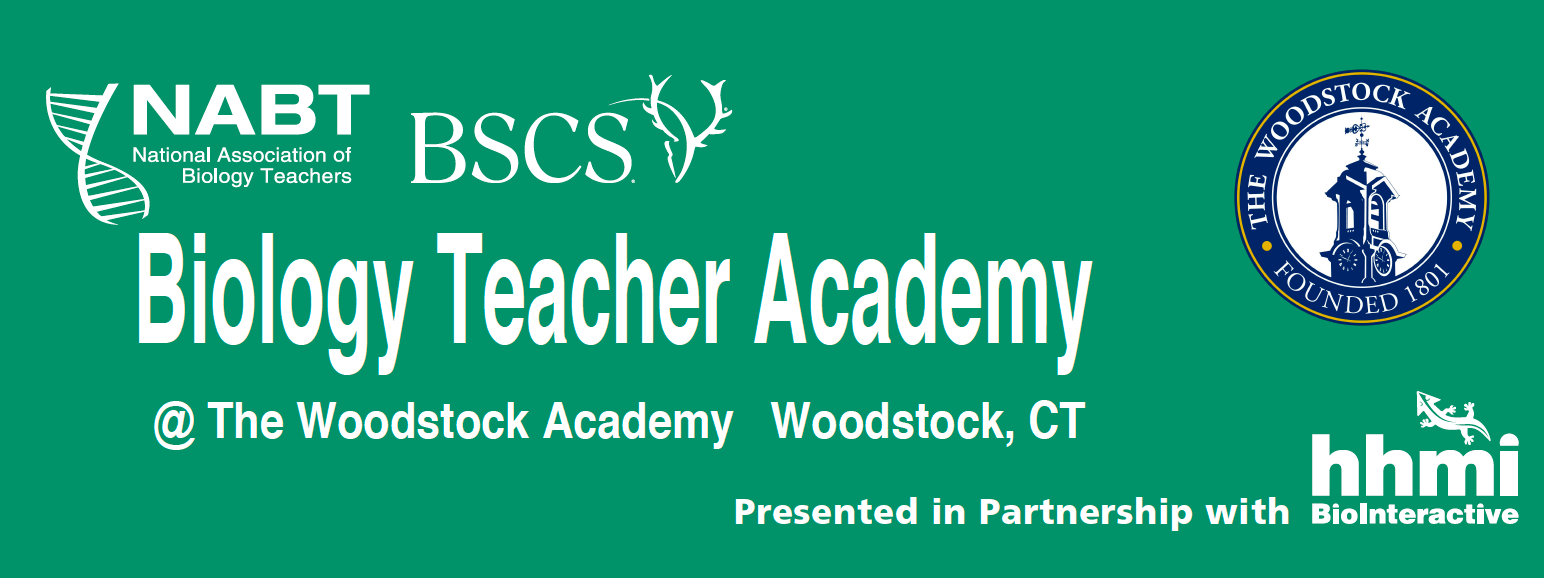 NABT
National Association of
Biology Teachers
BSCS
Biology Teacher Academy
@ The Woodstock Academy Woodstock, CT
THE WOODSTOCK ACADEMY
FOUNDED 1801
Presented in Partnership with
hhmi
BioInteractive